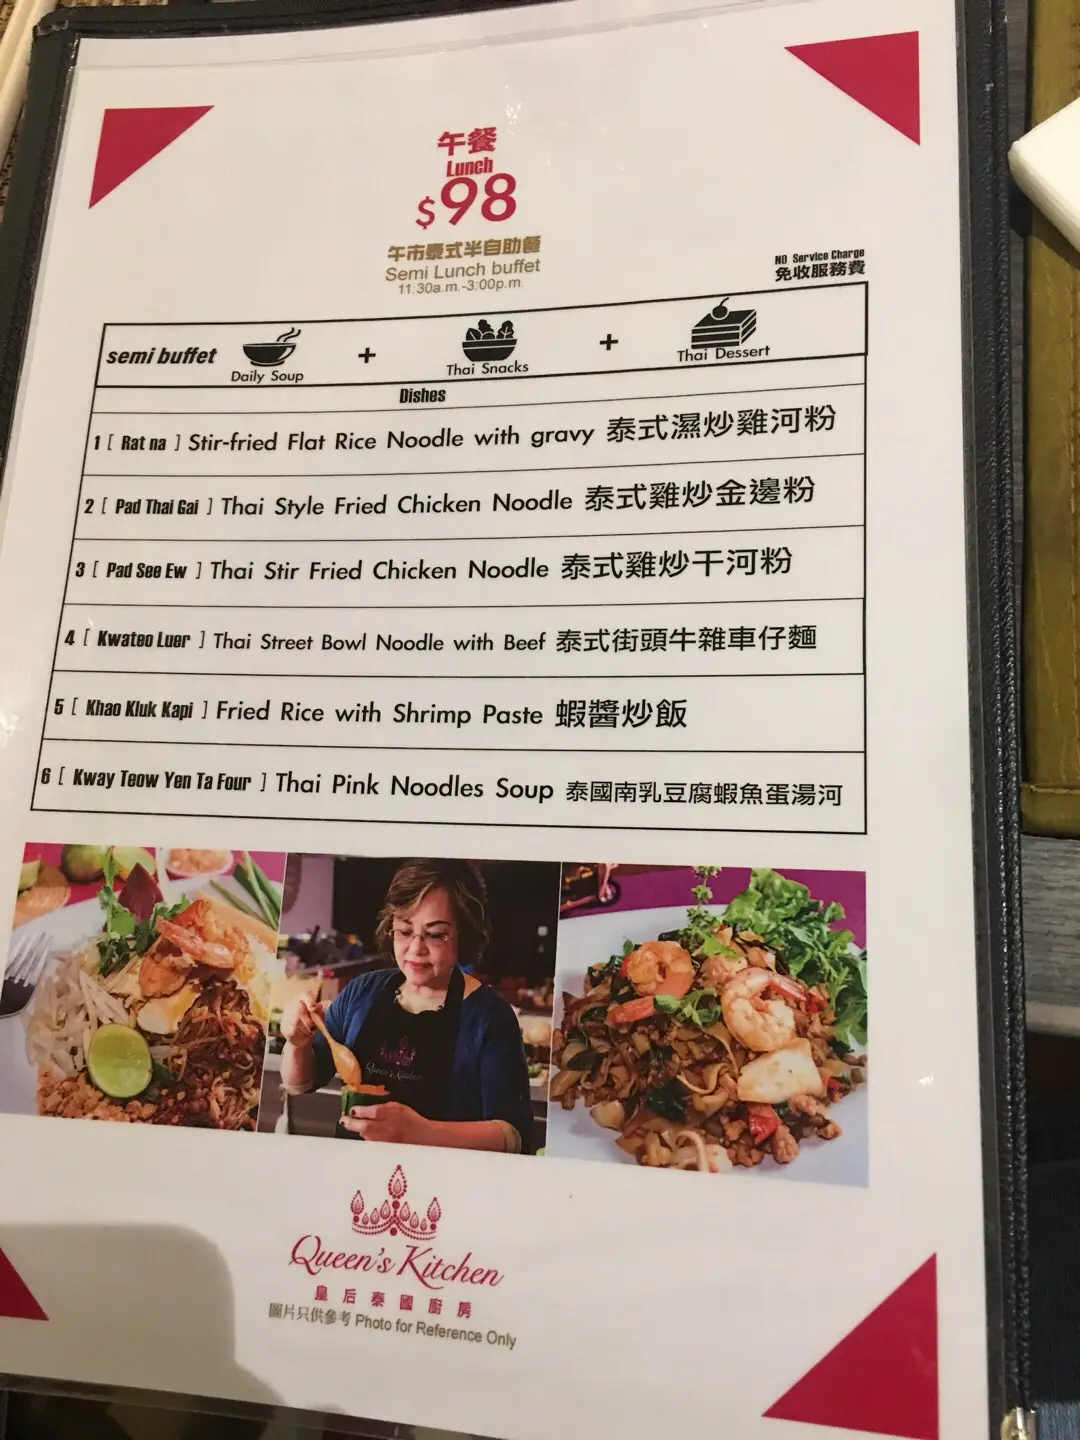 午餐
Lunch
$98
午市泰式半自助餐
Semi Lunch buffet
11:30a.m.-3:00p.m.
NO Service Charge
免收服務費
semi buffet
Daily Soup
+
Thai Snacks
+
Thai Dessert
Dishes
1 [ Rat na ] Stir-fried Flat Rice Noodle with gravy 泰式濕炒雞河粉
2 [ Pad Thai Gai ] Thai Style Fried Chicken Noodle 泰式雞炒金邊粉
3 [ Pad See Ew ] Thai Stir Fried Chicken Noodle 泰式雞炒干河粉
4 [ Kwateo Luer ] Thai Street Bowl Noodle with Beef 泰式街頭牛雜車仔麵
5 [ Khao Kluk Kapi ] Fried Rice with Shrimp Paste 蝦醬炒飯
6 [ Kway Teow Yen Ta Four ] Thai Pink Noodles Soup 泰國南乳豆腐蝦魚蛋湯河
Queen's Kitchen
Queen's Kitchen
皇后泰國廚房
圖片只供參考 Photo for Reference Only